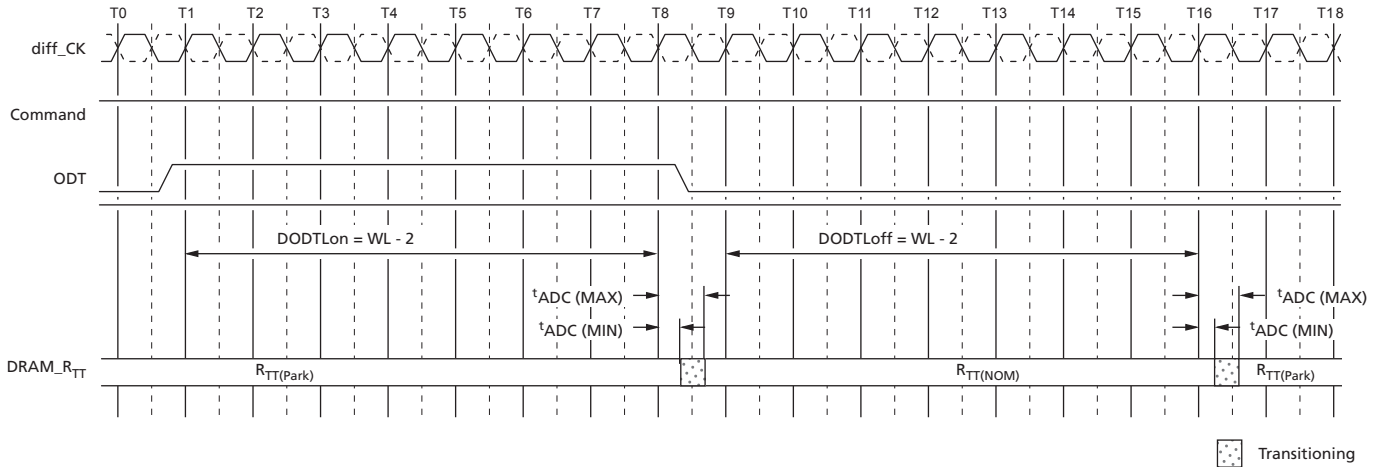 T0 T1 T2 T3 T4 T5 T6 T7 T8 T9 T10 T11 T12 T13 T14 T15 T16 T17 T18
diff_CK
Command
ODT
DODTLon = WL - 2 DODTLoff = WL - 2
tADC (MAX) tADC (MAX)
tADC (MIN) tADC (MIN)
DRAM_RTT RTT(Park) RTT(NOM) RTT(Park)
Transitioning